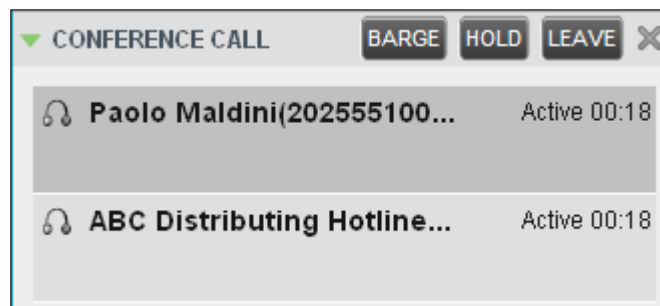 CONFERENCE CALL BARGE HOLD LEAVE
Paolo Maldini(202555100... Active 00:18
ABC Distributing Hotline... Active 00:18